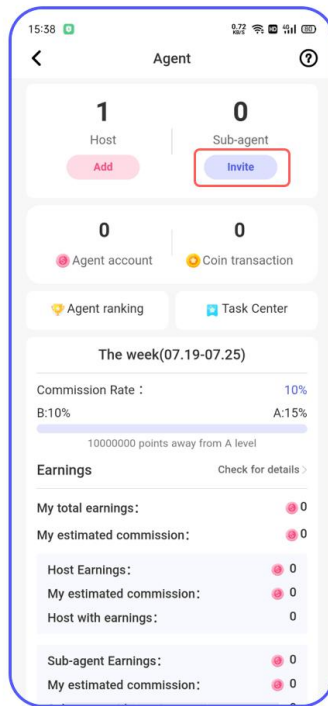 15:38
0.72 KB/S HD 4G
Agent
1 0
Host Sub-agent
Add Invite
0 0
Agent account Coin transaction
Agent ranking Task Center
The week(07.19-07.25)
Commission Rate： 10%
B:10% A:15%
10000000 points away from A level
Earnings Check for details
My total earnings： 0
My estimated commission： 0
Host Earnings： 0
My estimated commission： 0
Host with earnings： 0
Sub-agent Earnings： 0
My estimated commission： 0